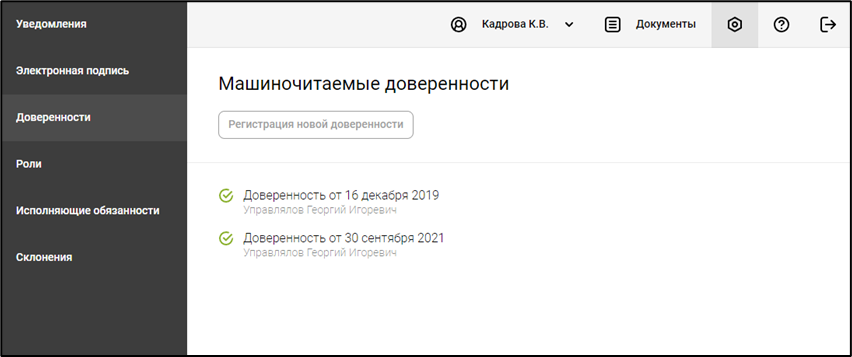 Уведомления
Кадрова К.В.
Документы
Электронная подпись
Машиночитаемые доверенности
Доверенности
Регистрация новой доверенности
Роли
Доверенность от 16 декабря 2019
Управлялов Георгий Игоревич
Исполняющие обязанности
Доверенность от 30 сентября 2021
Управлялов Георгий Игоревич
Склонения